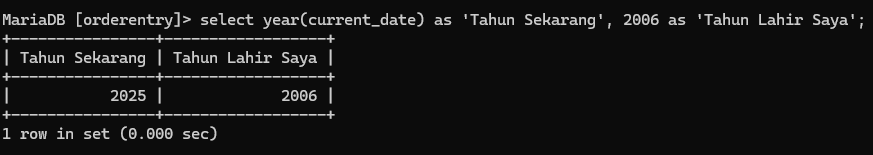 MariaDB [orderentry]> select year(current_date) as 'Tahun Sekarang', 2006 as 'Tahun Lahir Saya';
+----------------+------------------+
| Tahun Sekarang | Tahun Lahir Saya |
+----------------+------------------+
|           2025 |             2006 |
+----------------+------------------+
1 row in set (0.000 sec)